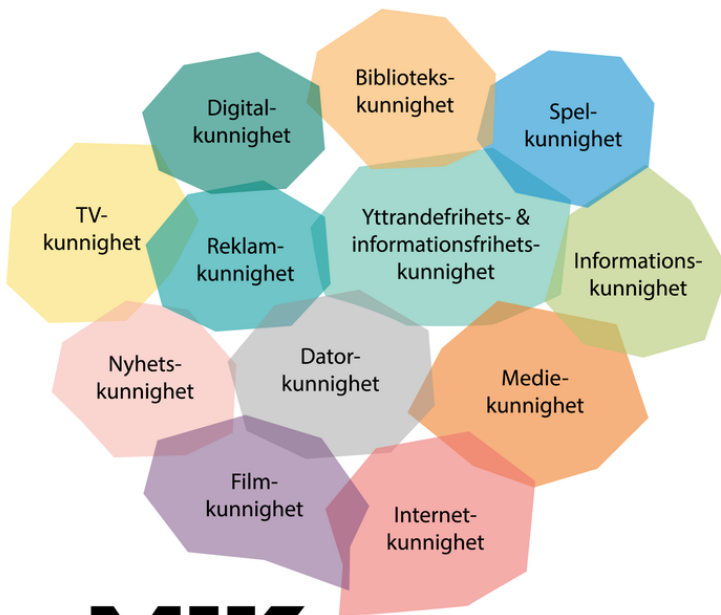 Biblioteks-
kunnighet
Digital-
kunnighet
Spel-
kunnighet
TV-
kunnighet
Reklam-
kunnighet
Yttrandefrihets- &
informationsfrihets-
kunnighet
Informations-
kunnighet
Nyhets-
kunnighet
Dator-
kunnighet
Medie-
kunnighet
Film-
kunnighet
Internet-
kunnighet
MIK